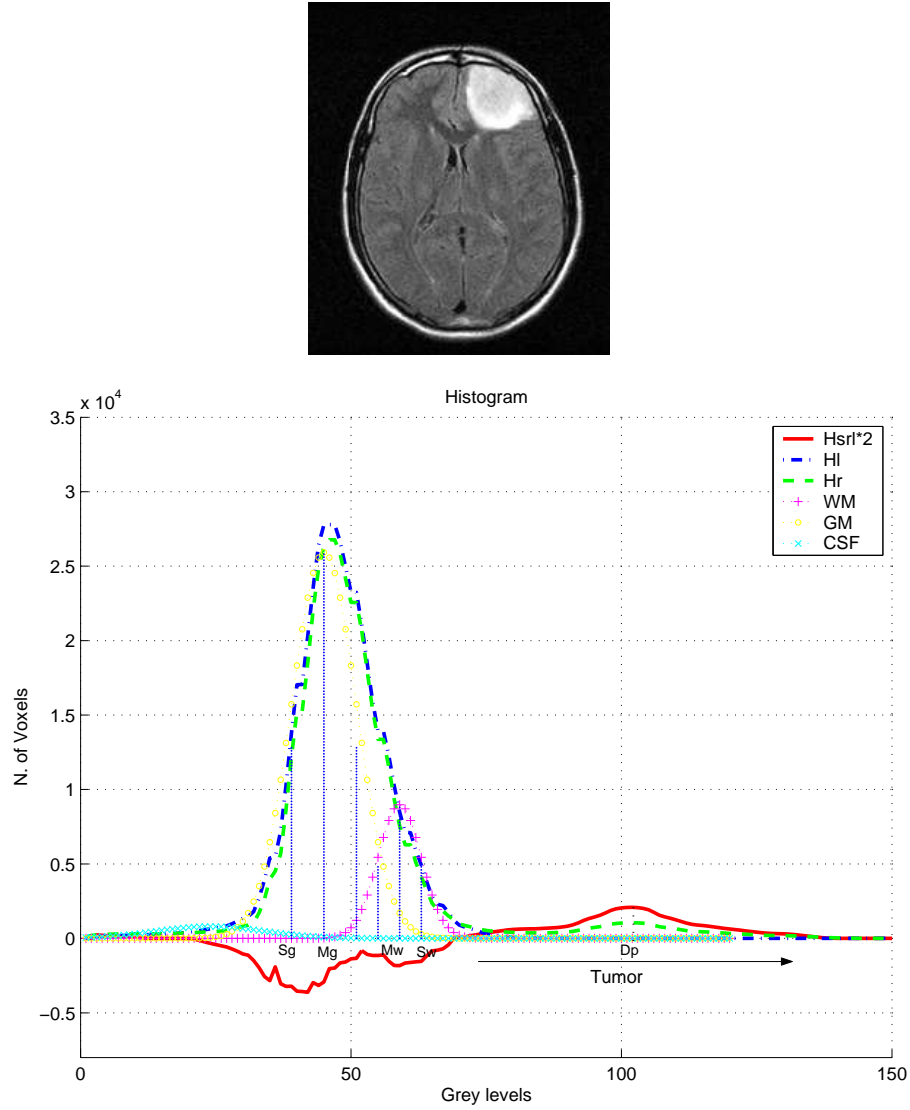 Histogram
x 10^4
3.5
3
2.5
2
1.5
1
0.5
0
−0.5
N. of Voxels
Hsrl*2
Hl
Hr
WM
GM
CSF
Sg
Mg
Mw
Sw
Dp
Tumor
0
50
100
150
Grey levels